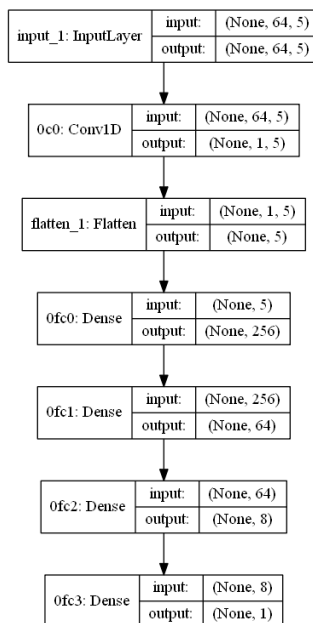 input_1: InputLayer
input: (None, 64, 5)
output: (None, 64, 5)
0c0: Conv1D
input: (None, 64, 5)
output: (None, 1, 5)
flatten_1: Flatten
input: (None, 1, 5)
output: (None, 5)
0fc0: Dense
input: (None, 5)
output: (None, 256)
0fc1: Dense
input: (None, 256)
output: (None, 64)
0fc2: Dense
input: (None, 64)
output: (None, 8)
0fc3: Dense
input: (None, 8)
output: (None, 1)